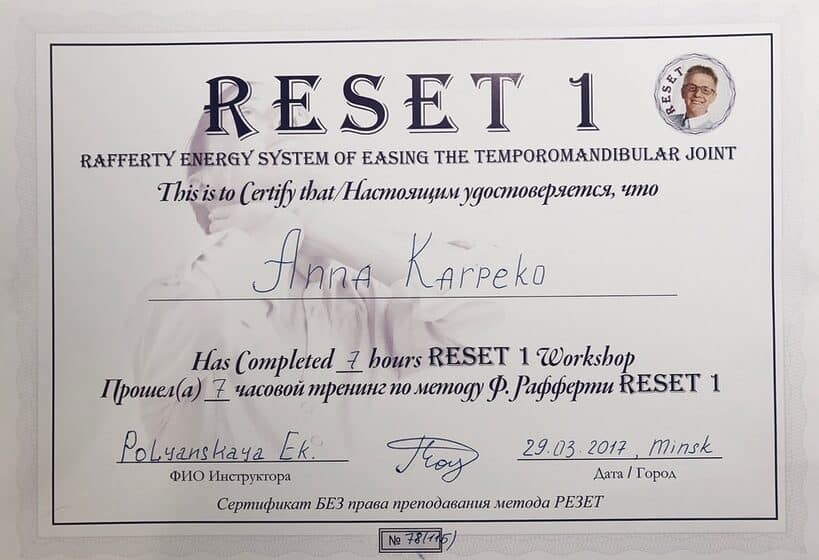 RESET 1
RESET
RAFFERTY ENERGY SYSTEM OF EASING THE TEMPOROMANDIBULAR JOINT
This is to Certify that/Настоящим удостоверяется, что
Anna Karpeko
Has Completed 7 hours RESET 1 Workshop
Прошел(а) 7 часовой тренинг по методу Ф. Рафферти RESET 1
Polyanskaya Ek.
29.03.2017, Minsk
ФИО Инструктора
Дата / Город
Сертификат БЕЗ права преподавания метода РЕЗЕТ
№ 78(115)